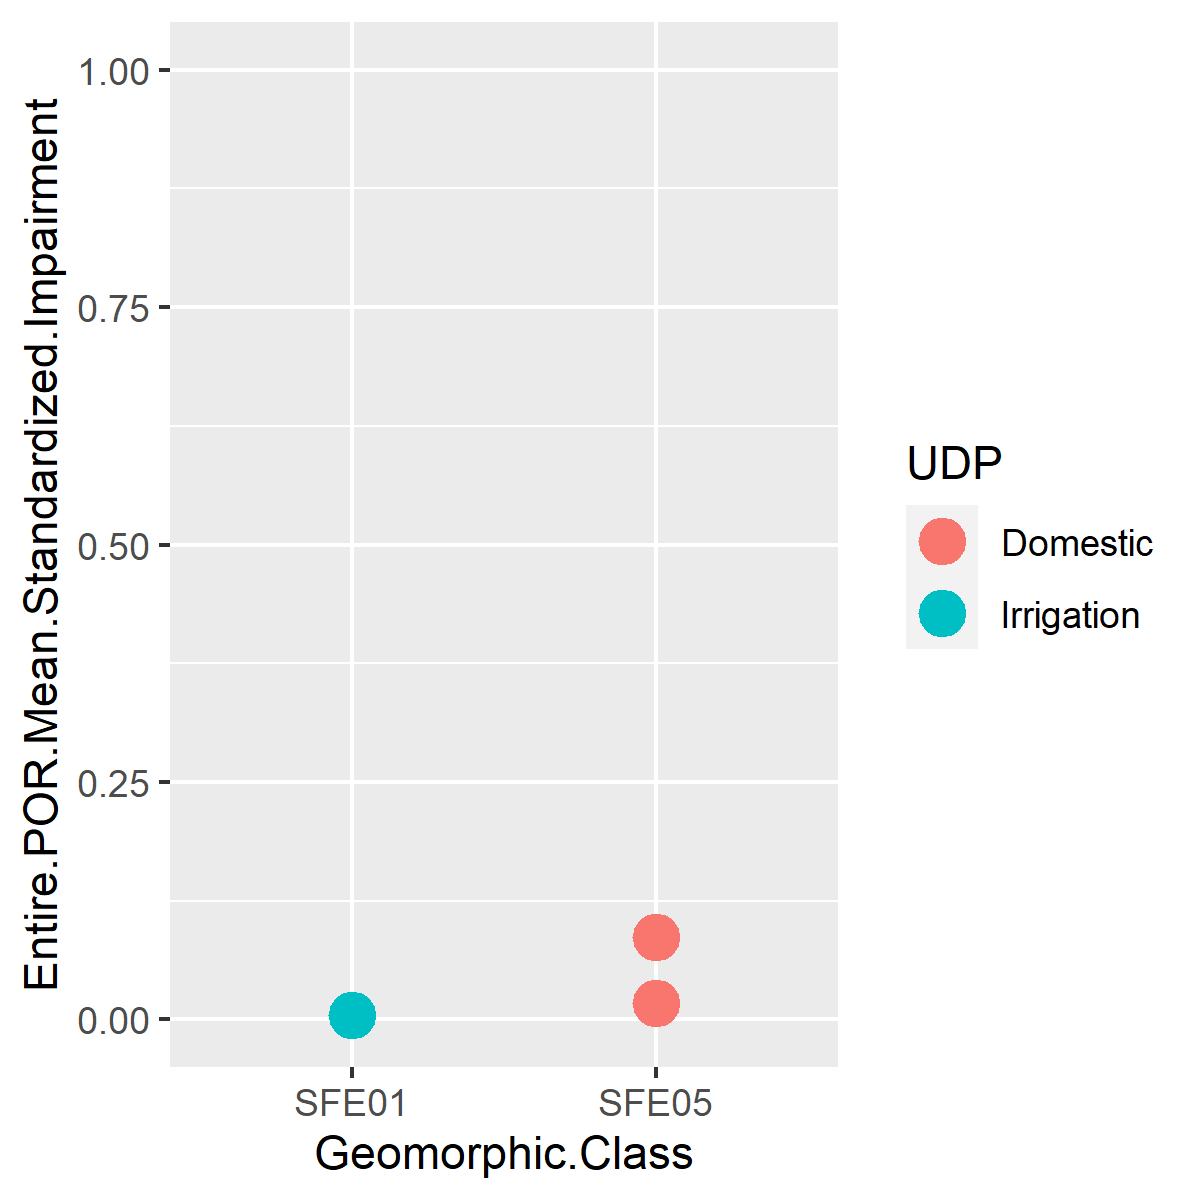 Entire.POR.Mean.Standardized.Impairment
1.00
0.75
0.50
0.25
0.00
SFE01
SFE05
Geomorphic.Class
UDP
Domestic
Irrigation